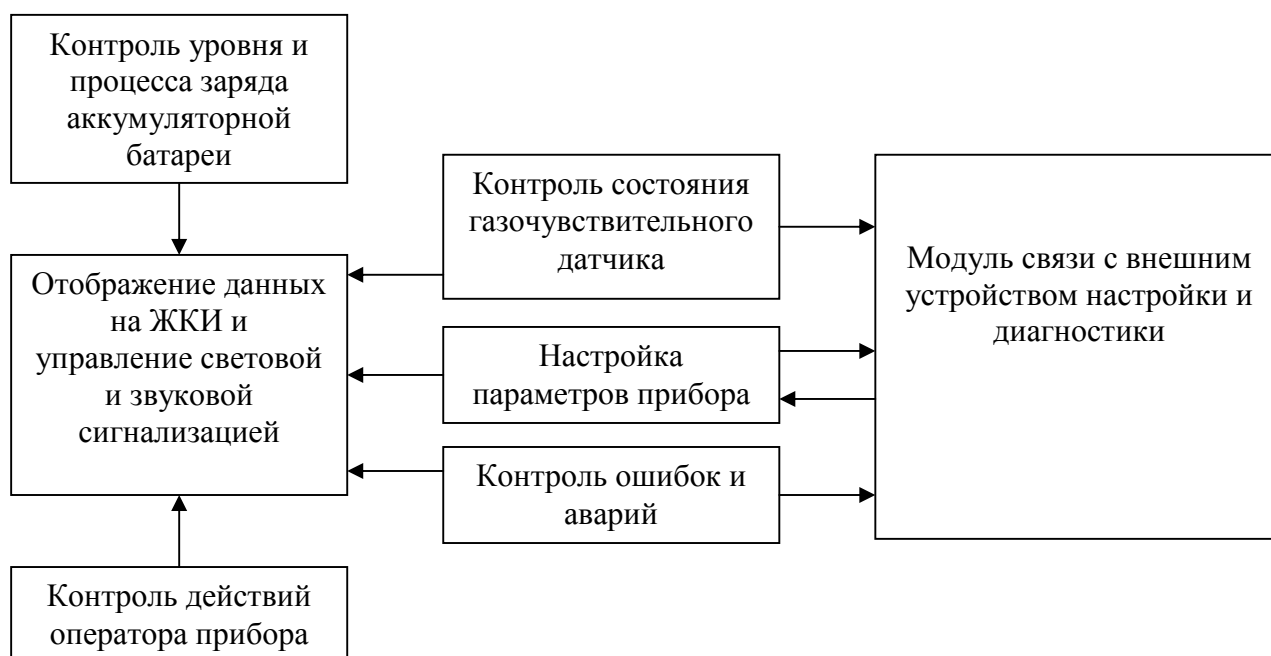 Контроль уровня и
процесса заряда
аккумуляторной
батареи
Контроль состояния
газочувствительного
датчика
Модуль связи с внешним
устройством настройки и
диагностики
Отображение данных
на ЖКИ и
управление световой
и звуковой
сигнализацией
Настройка
параметров прибора
Контроль ошибок и
аварий
Контроль действий
оператора прибора